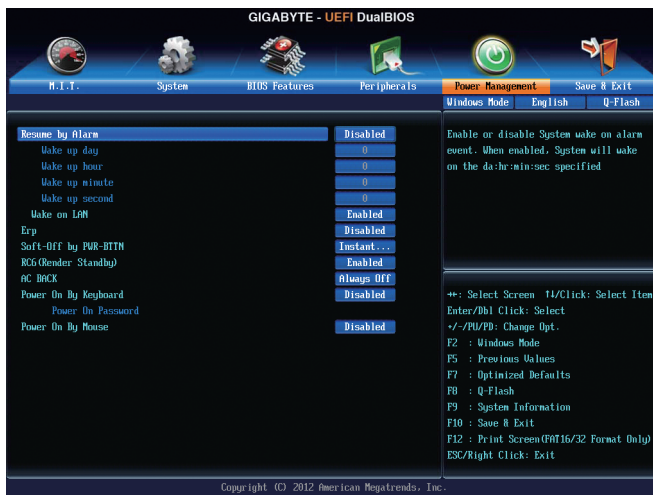 GIGABYTE - UEFI DualBIOS
M.I.T.
System
BIOS Features
Peripherals
Power Management
Save & Exit
Windows Mode
English
Q-Flash
Resume by Alarm Disabled
Wake up day 0
Wake up hour 0
Wake up minute 0
Wake up second 0
Wake on LAN Enabled
Erp Disabled
Soft-Off by PWR-BTTN Instant...
RC6(Render Standby) Enabled
AC BACK Always Off
Power On By Keyboard Disabled
Power On Password
Power On By Mouse Disabled
Enable or disable System wake on alarm
event. When enabled, System will wake
on the da:hr:min:sec specified
→←: Select Screen ↑↓/Click: Select Item
Enter/Dbl Click: Select
+/-/PU/PD: Change Opt.
F2 : Windows Mode
F5 : Previous Values
F7 : Optimized Defaults
F8 : Q-Flash
F9 : System Information
F10 : Save & Exit
F12 : Print Screen(FAT16/32 Format Only)
ESC/Right Click: Exit
Copyright (C) 2012 American Megatrends, Inc.